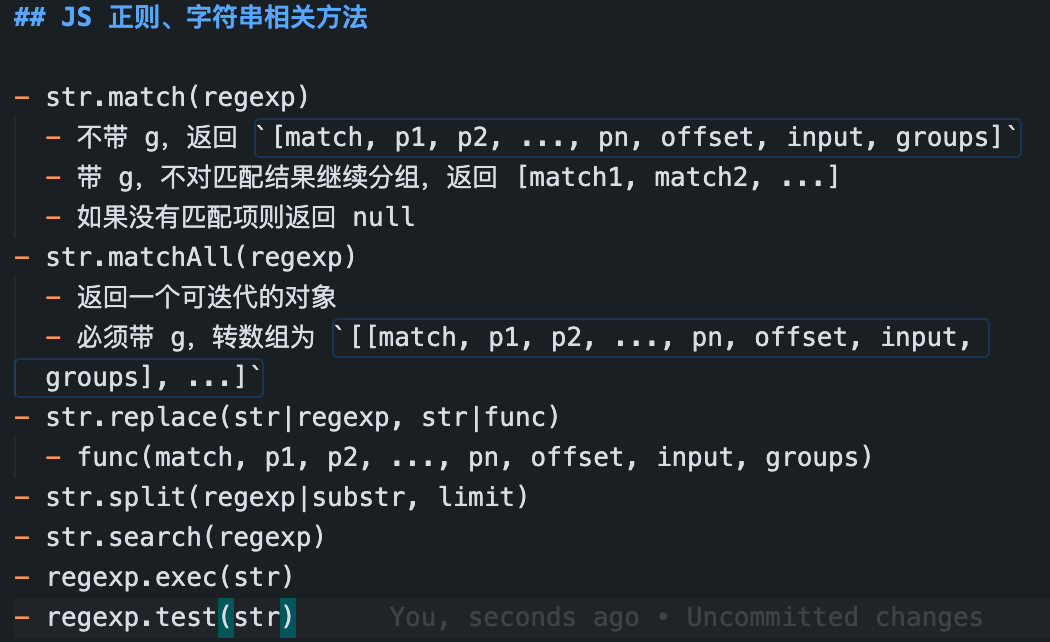 ## JS 正则、字符串相关方法
- str.match(regexp)
- 不带 g，返回 `[match, p1, p2, ..., pn, offset, input, groups]`
- 带 g，不对匹配结果继续分组，返回 [match1, match2, ...]
- 如果没有匹配项则返回 null
- str.matchAll(regexp)
- 返回一个可迭代的对象
- 必须带 g，转数组为 `[[match, p1, p2, ..., pn, offset, input,
groups], ...]`
- str.replace(str|regexp, str|func)
- func(match, p1, p2, ..., pn, offset, input, groups)
- str.split(regexp|substr, limit)
- str.search(regexp)
- regexp.exec(str)
- regexp.test(str) You, seconds ago • Uncommitted changes